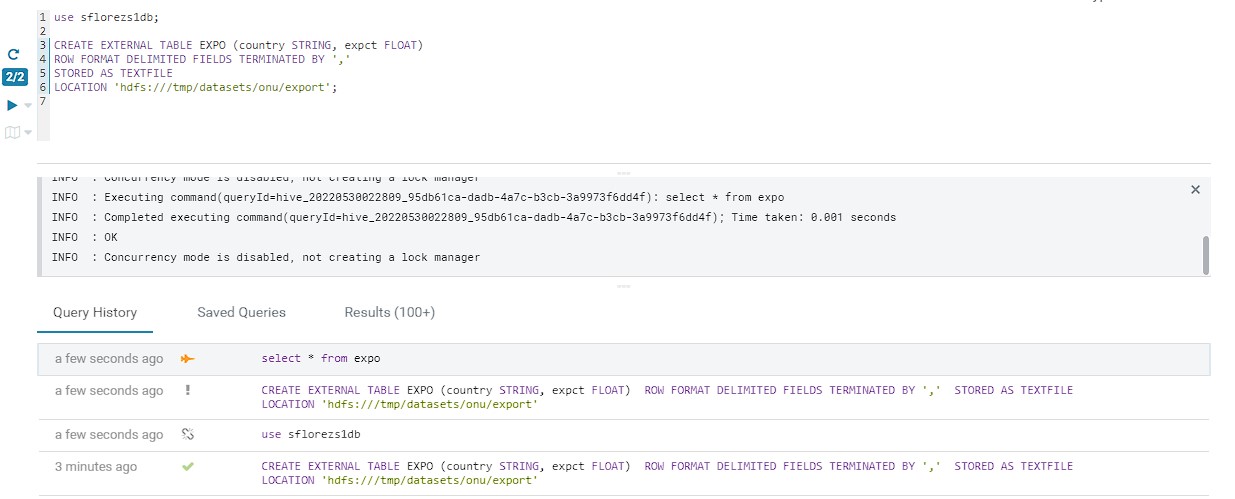 1 use sflorezs1db;
2
3 CREATE EXTERNAL TABLE EXPO (country STRING, expct FLOAT)
4 ROW FORMAT DELIMITED FIELDS TERMINATED BY ','
2/2
5 STORED AS TEXTFILE
6 LOCATION 'hdfs:///tmp/datasets/onu/export';
7
INFO : Concurrency mode is disabled, not creating a lock manager
INFO : Executing command(queryId=hive_20220530022809_95db61ca-dadb-4a7c-b3cb-3a9973f6dd4f): select * from expo
INFO : Completed executing command(queryId=hive_20220530022809_95db61ca-dadb-4a7c-b3cb-3a9973f6dd4f); Time taken: 0.001 seconds
INFO : OK
INFO : Concurrency mode is disabled, not creating a lock manager
Query History Saved Queries Results (100+)
a few seconds ago select * from expo
a few seconds ago ! CREATE EXTERNAL TABLE EXPO (country STRING, expct FLOAT) ROW FORMAT DELIMITED FIELDS TERMINATED BY ',' STORED AS TEXTFILE
LOCATION 'hdfs:///tmp/datasets/onu/export'
a few seconds ago use sflorezs1db
3 minutes ago CREATE EXTERNAL TABLE EXPO (country STRING, expct FLOAT) ROW FORMAT DELIMITED FIELDS TERMINATED BY ',' STORED AS TEXTFILE
LOCATION 'hdfs:///tmp/datasets/onu/export'